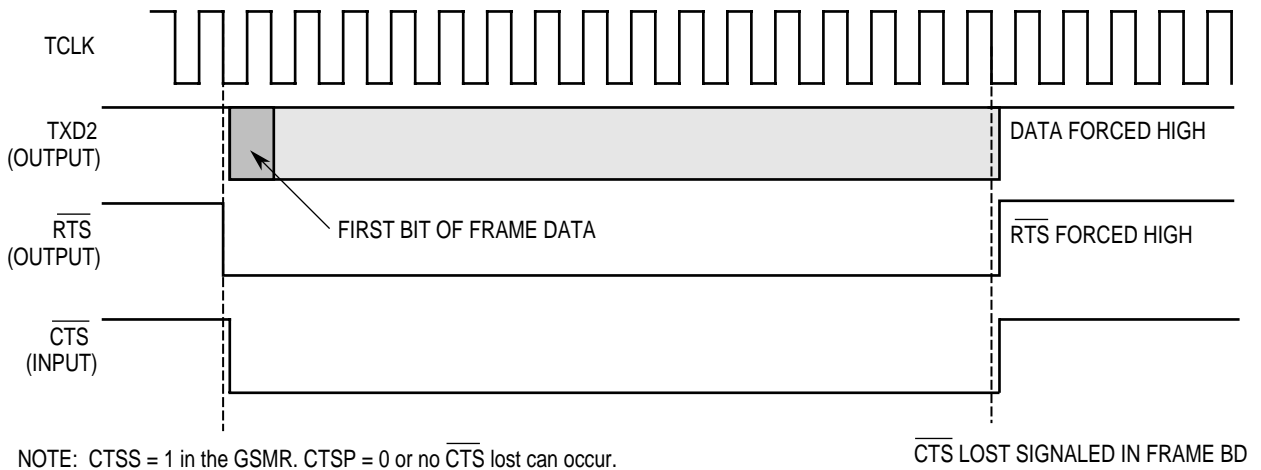 TCLK
TXD2
(OUTPUT)
DATA FORCED HIGH
FIRST BIT OF FRAME DATA
RTS
(OUTPUT)
RTS FORCED HIGH
CTS
(INPUT)
NOTE: CTSS = 1 in the GSMR. CTSP = 0 or no CTS lost can occur.
CTS LOST SIGNALED IN FRAME BD